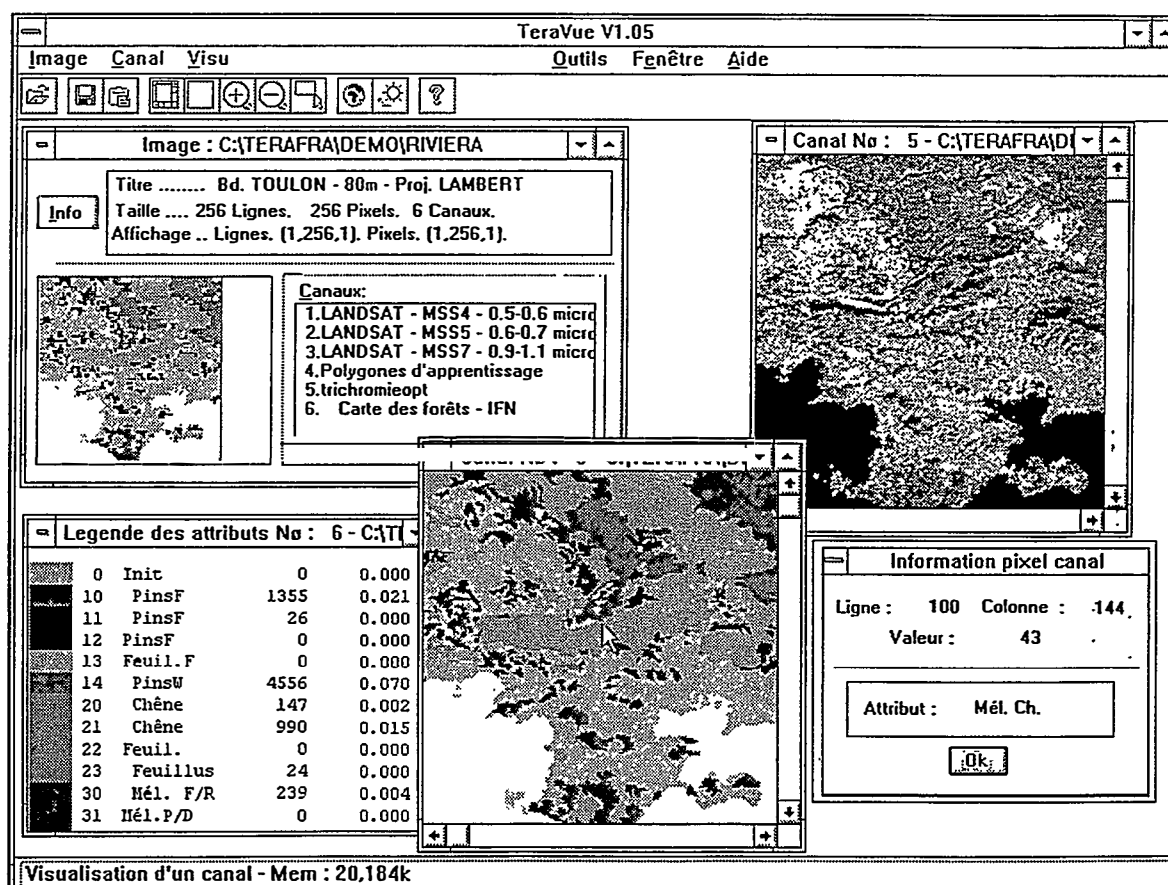 TeraVue V1.05
Image Canal Visu Outils Fenêtre Aide
Image : C:\TERAFRA\DEMO\RIVIERA
Info
Titre ........ Bd. TOULON - 80m - Proj. LAMBERT
Taille .... 256 Lignes. 256 Pixels. 6 Canaux.
Affichage .. Lignes. (1,256,1). Pixels. (1,256,1).
Canaux:
1.LANDSAT - MSS4 - 0.5-0.6 micro
2.LANDSAT - MSS5 - 0.6-0.7 micro
3.LANDSAT - MSS7 - 0.9-1.1 micro
4.Polygones d'apprentissage
5.trichromieopt
6. Carte des forêts - IFN
Canal Nø : 5 - C:\TERAFRA\DI
Legende des attributs Nø : 6 - C:\TI
0 Init 0 0.000
10 PinsF 1355 0.021
11 PinsF 26 0.000
12 PinsF 0 0.000
13 Feuil.F 0 0.000
14 PinsW 4556 0.070
20 Chêne 147 0.002
21 Chêne 990 0.015
22 Feuil. 0 0.000
23 Feuillus 24 0.000
30 Mél. F/R 239 0.004
31 Mél.P/D 0 0.000
Information pixel canal
Ligne : 100 Colonne : 144
Valeur : 43
Attribut : Mél. Ch.
Ok
Visualisation d'un canal - Mem : 20,184k